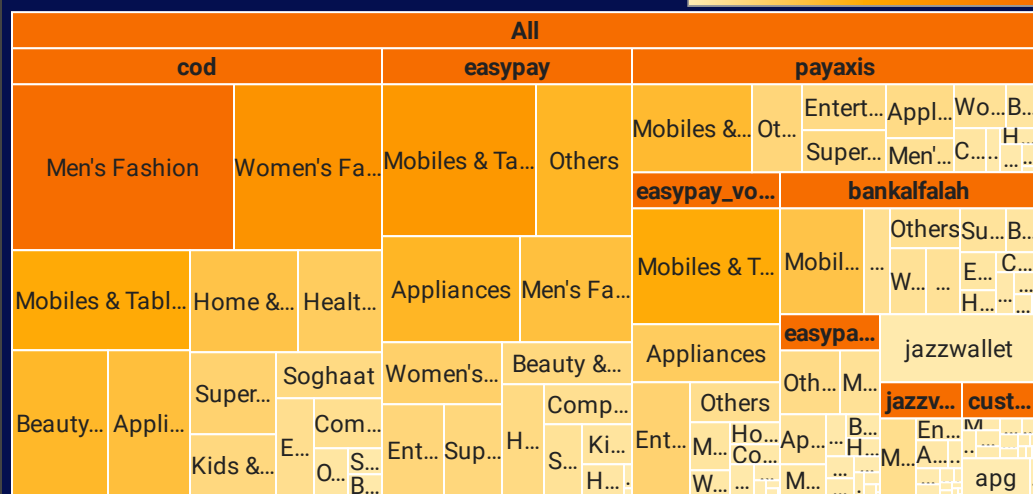 All
cod
easypay
payaxis
Men's Fashion
Women's Fa...
Mobiles & Tabl...
Home &...
Healt...
Beauty...
Appli...
Super...
Kids &...
Soghaat
E...
Com...
O...
S...
B...
Mobiles & Ta...
Others
Appliances
Men's Fa...
Women's...
Beauty &...
Ent...
Sup...
H...
Comp...
S...
Ki...
H...
Mobiles &...
Ot...
Entert...
Super...
Appl...
Men'...
Wo...
B...
C...
H...
easypay_vo...
Mobiles & T...
Appliances
Ent...
Others
M...
W...
Ho...
Co...
bankalfalah
Mobil...
...
Others
W...
...
Su...
B...
E...
H...
C...
...
easypa...
Oth...
M...
Ap...
M...
B...
H...
jazzwallet
jazzv...
M...
En...
A...
cust...
M...
apg